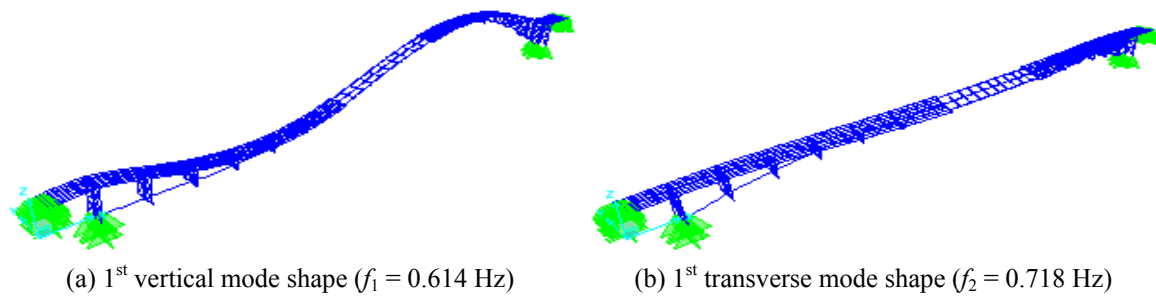 Z
Z
(a) 1st vertical mode shape (f1 = 0.614 Hz)
(b) 1st transverse mode shape (f2 = 0.718 Hz)